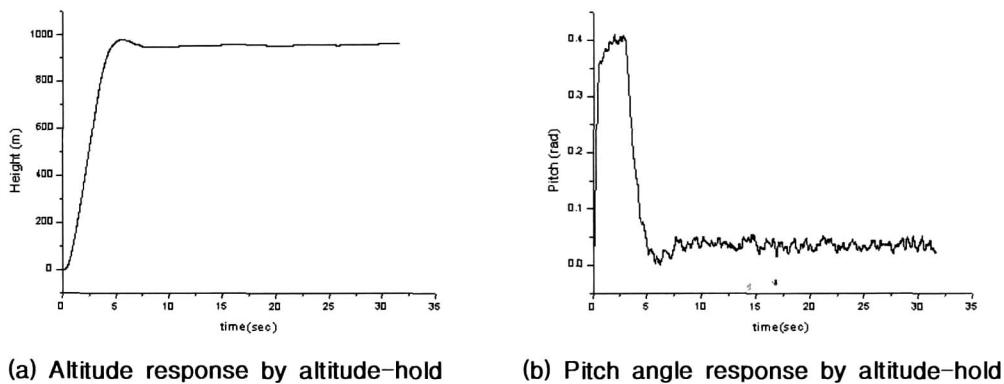 1000
800
600
400
200
0
Height (m)
0 5 10 15 20 25 30 35
time(sec)
(a) Altitude response by altitude-hold
0.4
0.3
0.2
0.1
0.0
Pitch (rad)
0 5 10 15 20 25 30 35
time(sec)
(b) Pitch angle response by altitude-hold